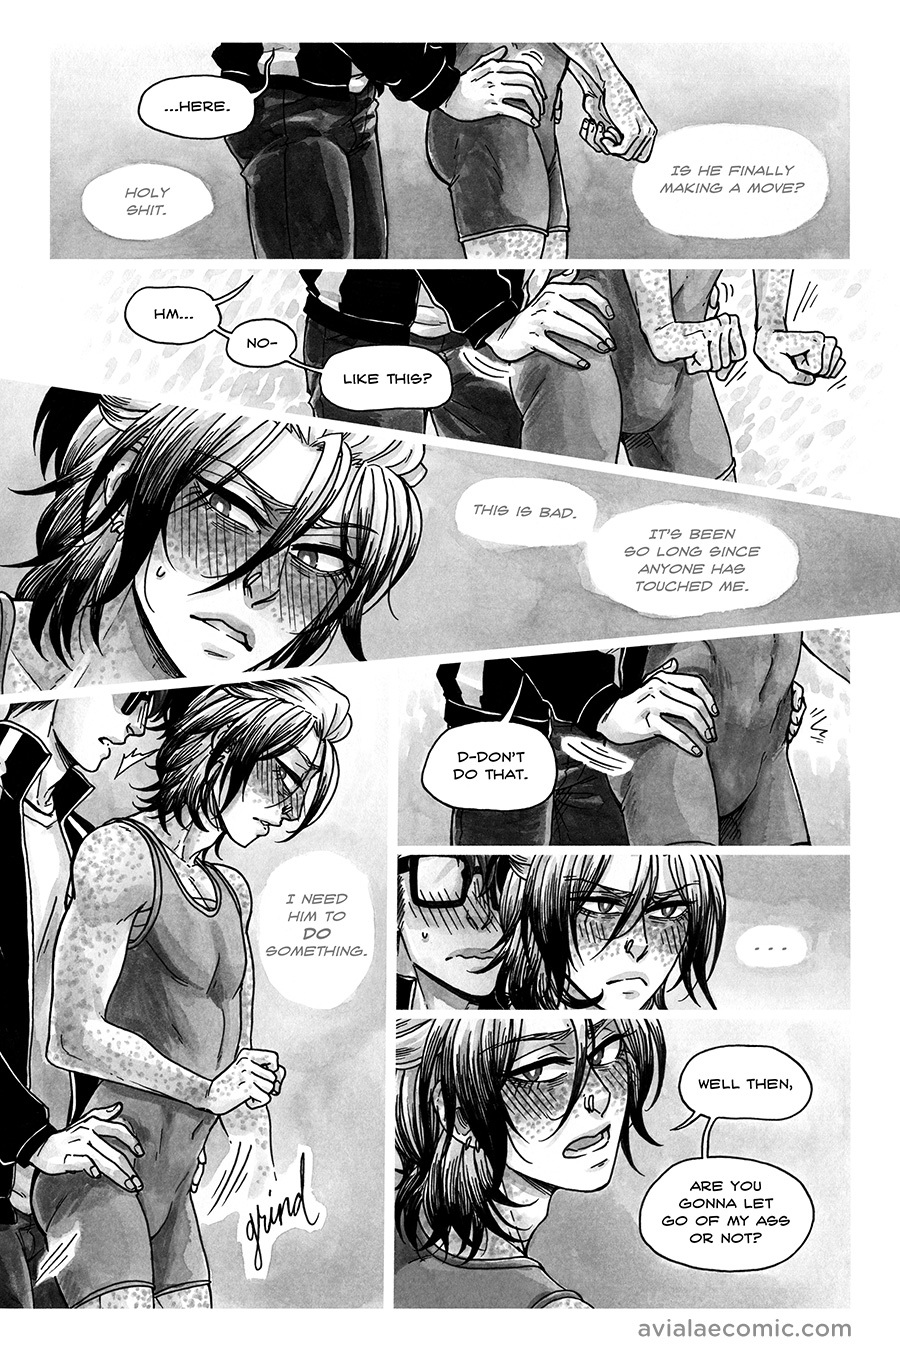 ...HERE.
HOLY
SHIT.
IS HE FINALLY
MAKING A MOVE?
HM...
NO-
LIKE THIS?
THIS IS BAD.
IT'S BEEN
SO LONG SINCE
ANYONE HAS
TOUCHED ME.
D-DON'T
DO THAT.
I NEED
HIM TO
DO
SOMETHING.
grind
...
WELL THEN,
ARE YOU
GONNA LET
GO OF MY ASS
OR NOT?
avialaecomic.com